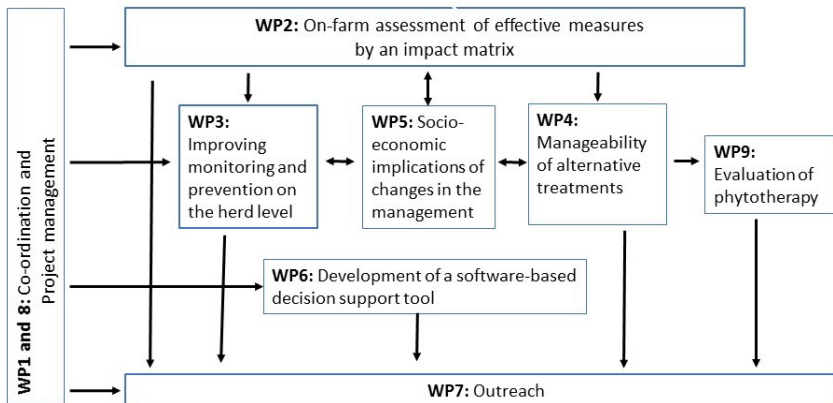 WP1 and 8: Co-ordination and
Project management
WP2: On-farm assessment of effective measures
by an impact matrix
WP3:
Improving
monitoring and
prevention on
the herd level
WP5: Socio-
economic
implications of
changes in the
management
WP4:
Manageability
of alternative
treatments
WP9:
Evaluation of
phytotherapy
WP6: Development of a software-based
decision support tool
WP7: Outreach